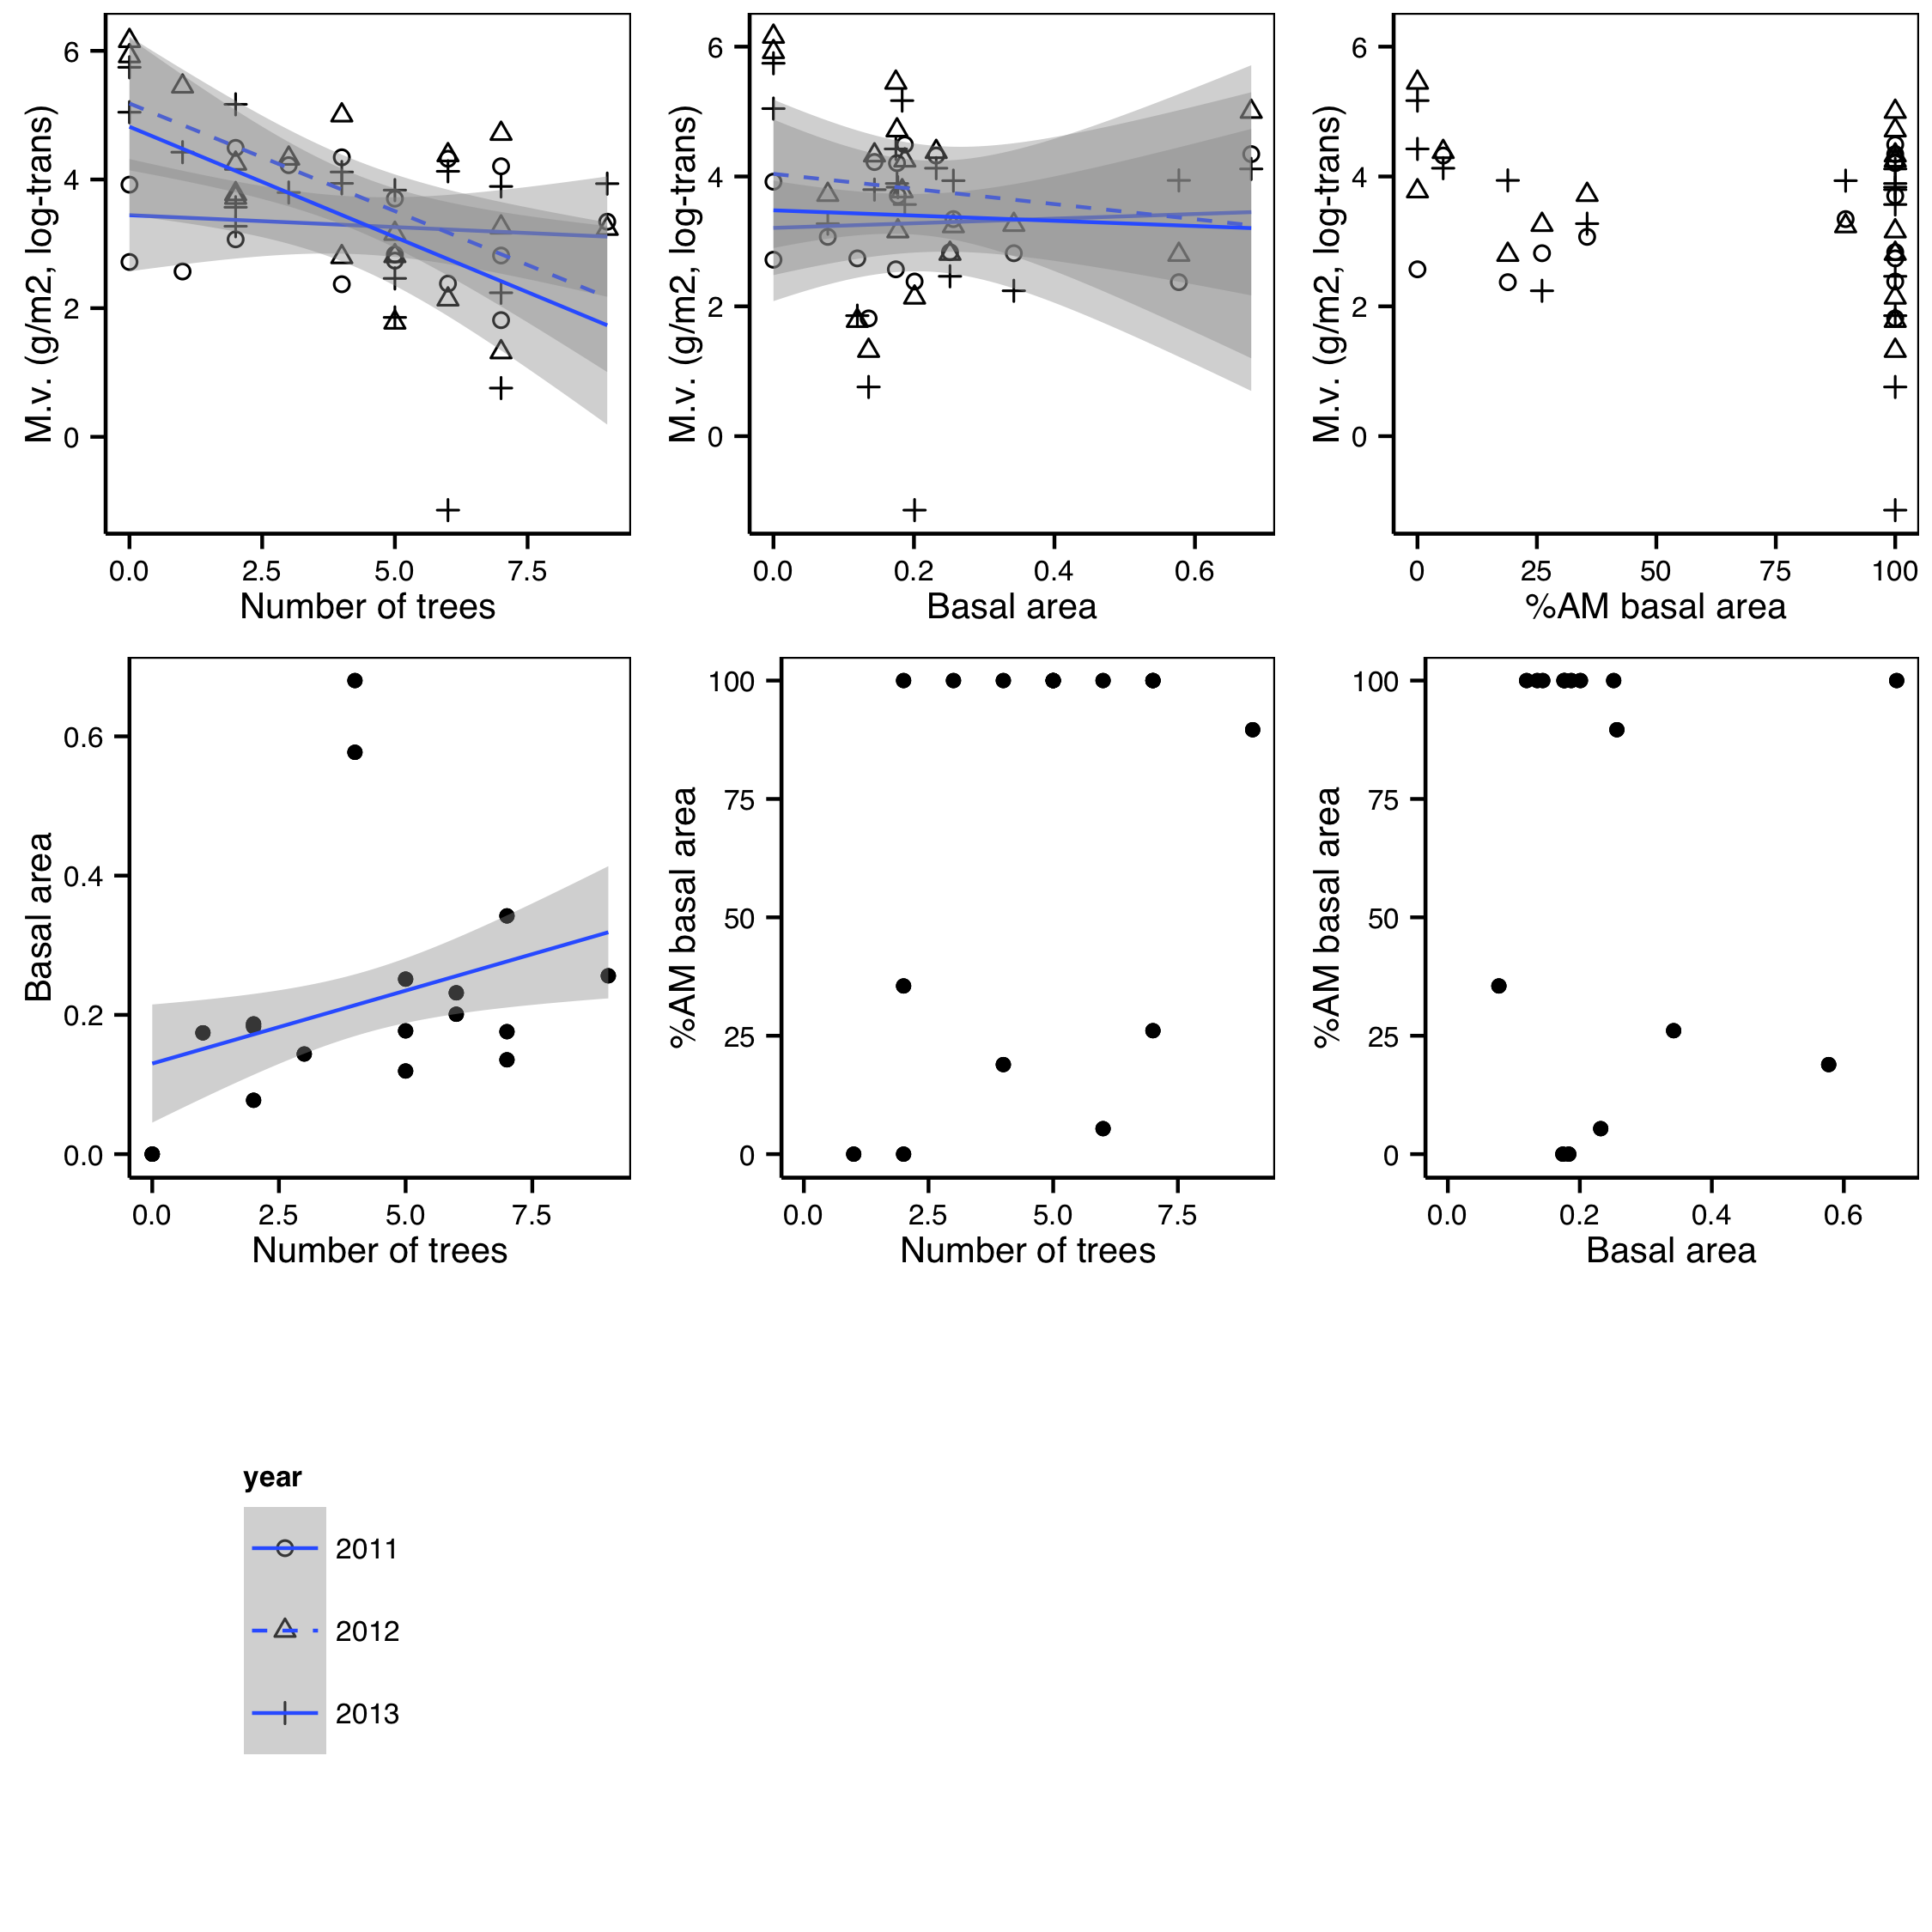 M.v. (g/m2, log-trans)
6
4
2
0
0.0 2.5 5.0 7.5
Number of trees
M.v. (g/m2, log-trans)
6
4
2
0
0.0 0.2 0.4 0.6
Basal area
M.v. (g/m2, log-trans)
6
4
2
0
0 25 50 75 100
%AM basal area
Basal area
0.6
0.4
0.2
0.0
0.0 2.5 5.0 7.5
Number of trees
%AM basal area
100
75
50
25
0
0.0 2.5 5.0 7.5
Number of trees
%AM basal area
100
75
50
25
0
0.0 0.2 0.4 0.6
Basal area
year
2011
2012
2013